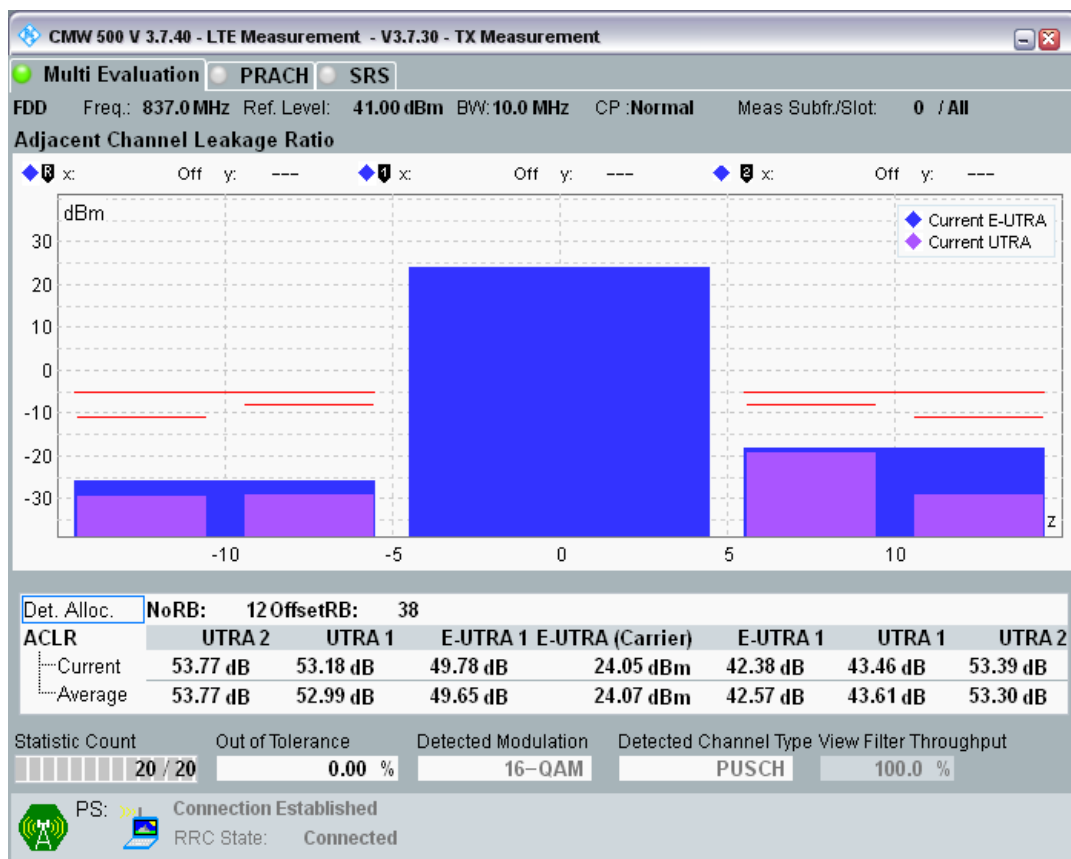 CMW 500 V 3.7.40 - LTE Measurement - V3.7.30 - TX Measurement
Multi Evaluation PRACH SRS
FDD Freq.: 837.0 MHz Ref. Level: 41.00 dBm BW: 10.0 MHz CP :Normal Meas Subfr./Slot: 0 / All
Adjacent Channel Leakage Ratio
R x: Off y: --- 1 x: Off y: --- 2 x: Off y: ---
dBm
Current E-UTRA
Current UTRA
30
20
10
0
-10
-20
-30
z
-10 -5 0 5 10
Det. Alloc. NoRB: 12 OffsetRB: 38
ACLR UTRA 2 UTRA 1 E-UTRA 1 E-UTRA (Carrier) E-UTRA 1 UTRA 1 UTRA 2
Current 53.77 dB 53.18 dB 49.78 dB 24.05 dBm 42.38 dB 43.46 dB 53.39 dB
Average 53.77 dB 52.99 dB 49.65 dB 24.07 dBm 42.57 dB 43.61 dB 53.30 dB
Statistic Count Out of Tolerance Detected Modulation Detected Channel Type View Filter Throughput
20 / 20 0.00 % 16-QAM PUSCH 100.0 %
PS: Connection Established
RRC State: Connected